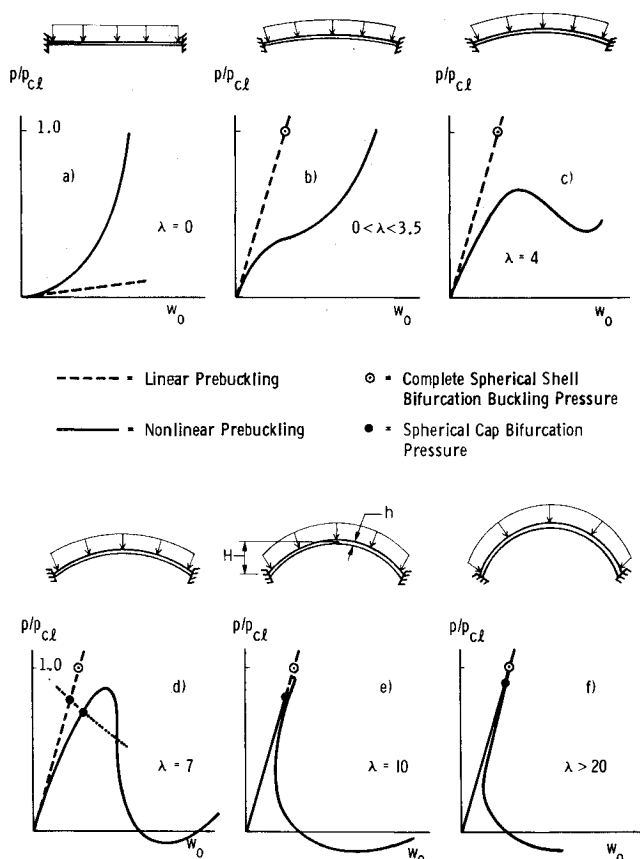 p/p_cℓ
p/p_cℓ
p/p_cℓ
1.0
a)
b)
c)
λ = 0
0 < λ < 3.5
λ = 4
w_o
w_o
w_o
= Linear Prebuckling
= Complete Spherical Shell
Bifurcation Buckling Pressure
= Nonlinear Prebuckling
= Spherical Cap Bifurcation
Pressure
h
H
p/p_cℓ
p/p_cℓ
p/p_cℓ
1.0
d)
e)
f)
λ = 7
λ = 10
λ > 20
w_o
w_o
w_o